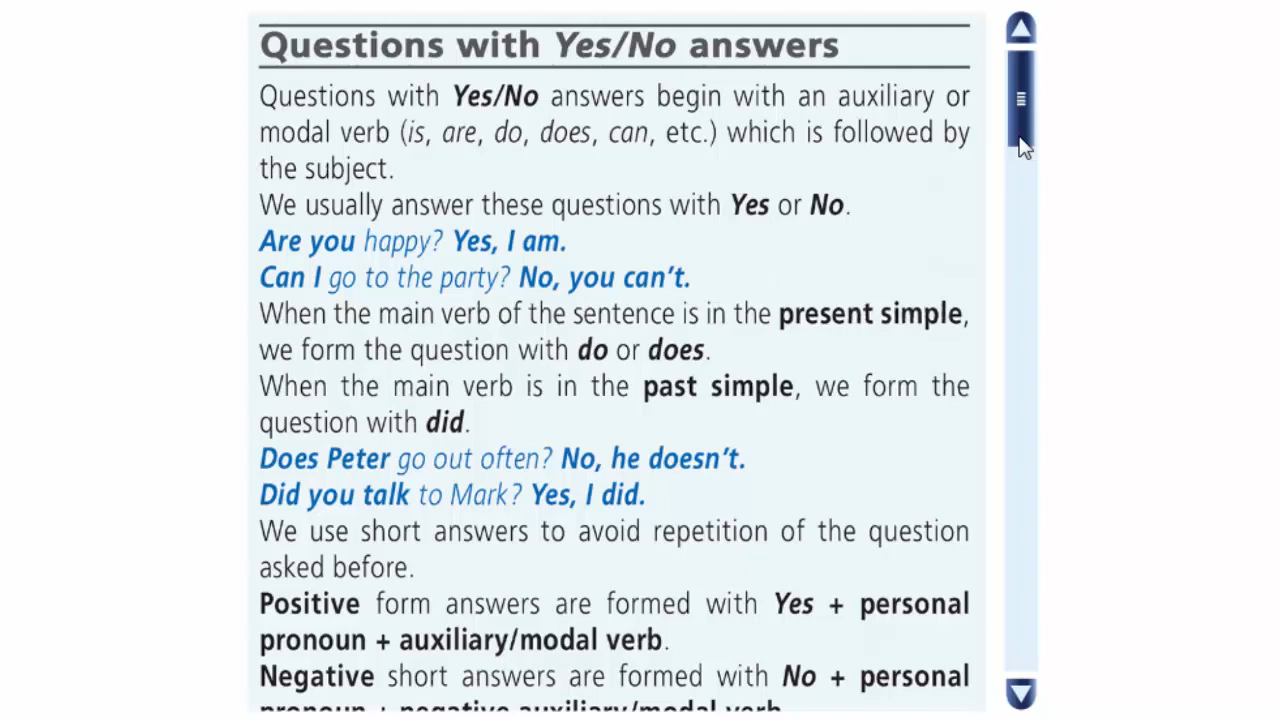 Questions with Yes/No answers
Questions with Yes/No answers begin with an auxiliary or
modal verb (is, are, do, does, can, etc.) which is followed by
the subject.
We usually answer these questions with Yes or No.
Are you happy? Yes, I am.
Can I go to the party? No, you can't.
When the main verb of the sentence is in the present simple,
we form the question with do or does.
When the main verb is in the past simple, we form the
question with did.
Does Peter go out often? No, he doesn't.
Did you talk to Mark? Yes, I did.
We use short answers to avoid repetition of the question
asked before.
Positive form answers are formed with Yes + personal
pronoun + auxiliary/modal verb.
Negative short answers are formed with No + personal
pronoun + negative auxiliary/modal verb